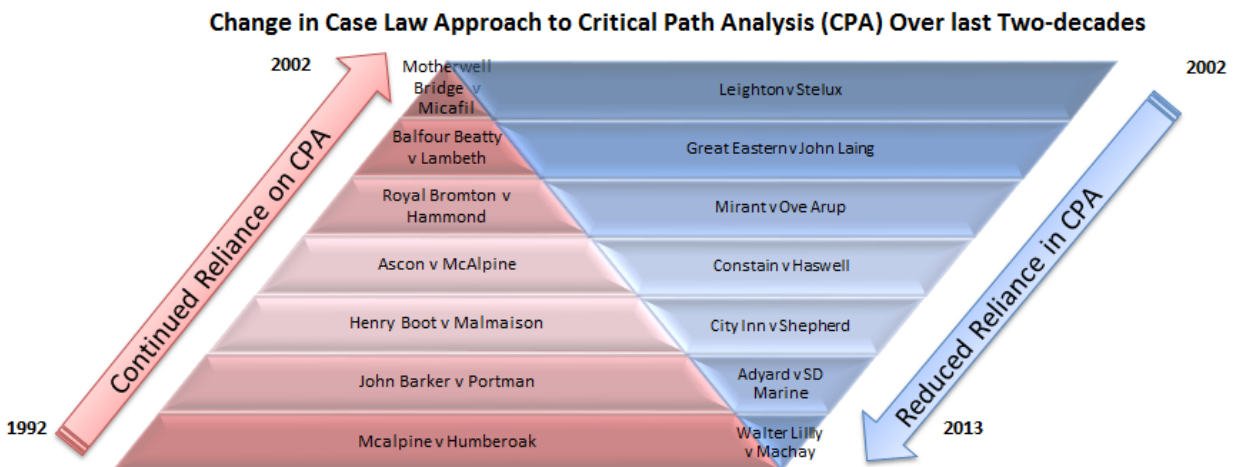 Change in Case Law Approach to Critical Path Analysis (CPA) Over last Two-decades
2002
2002
Continued Reliance on CPA
Motherwell
Bridge v
Micafil
Leighton v Stelux
Balfour Beatty
v Lambeth
Great Eastern v John Laing
Royal Bromton v
Hammond
Mirant v Ove Arup
Ascon v McAlpine
Constain v Haswell
Henry Boot v Malmaison
City Inn v Shepherd
John Barker v Portman
Adyard v SD
Marine
Mcalpine v Humberoak
Walter Lilly
v Machay
Reduced Reliance in CPA
1992
2013